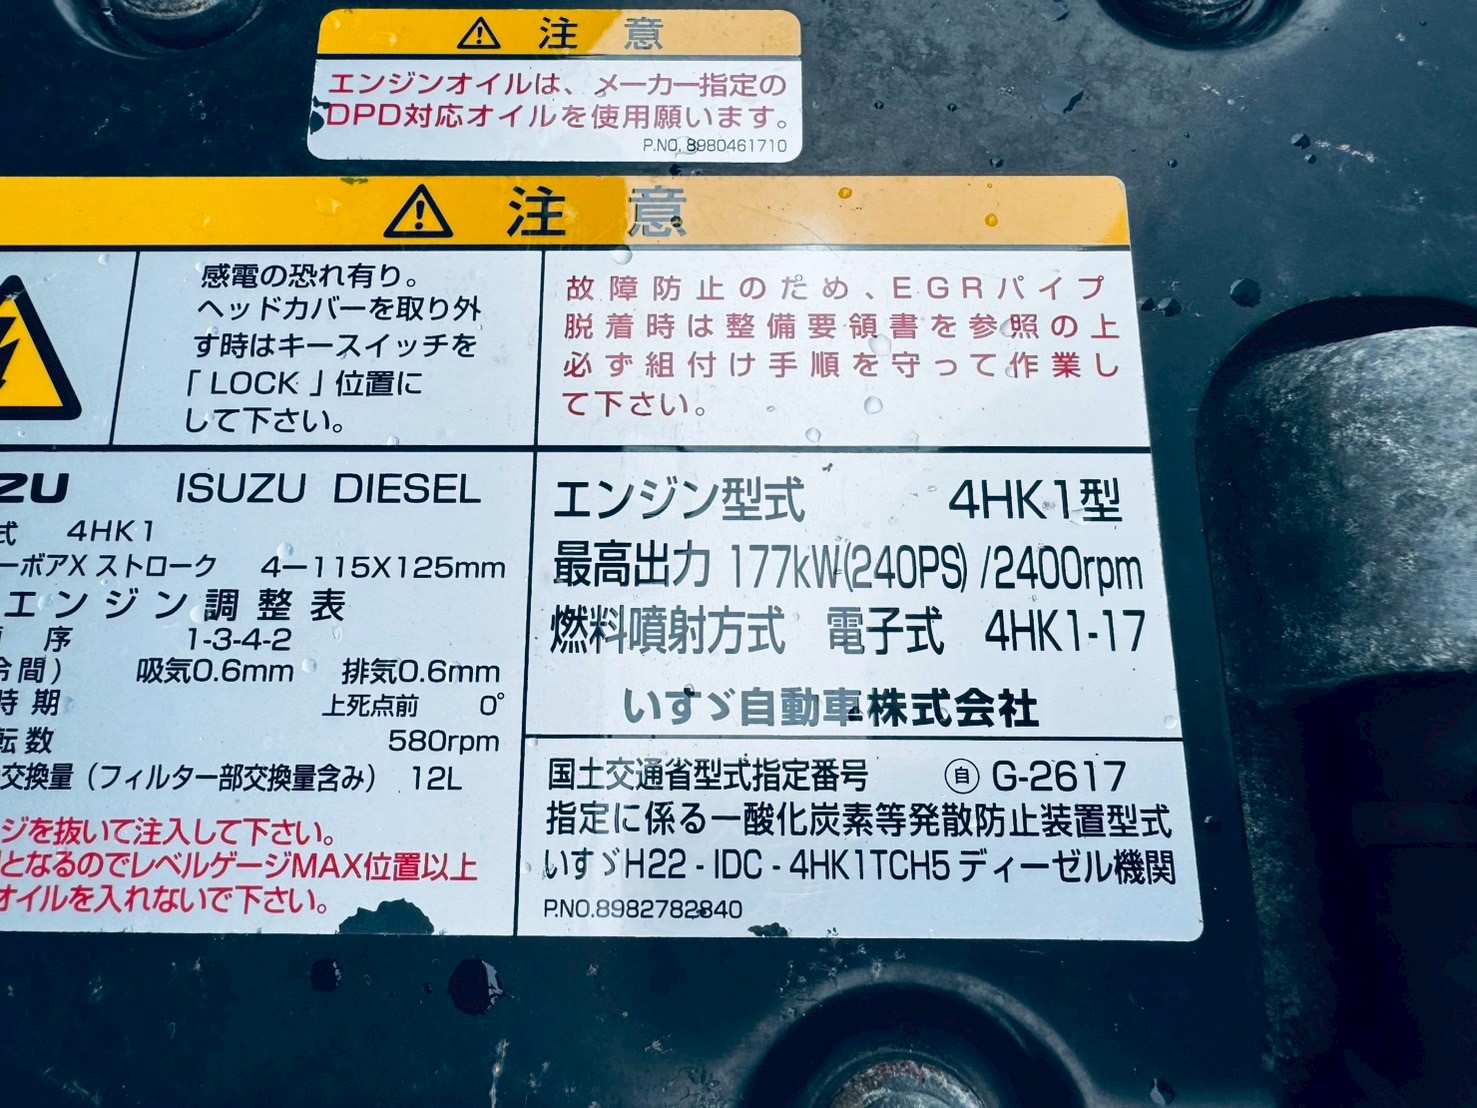 注意
エンジンオイルは、メーカー指定の
DPD対応オイルを使用願います。
P.NO. 8980461710
注意
感電の恐れ有り。
ヘッドカバーを取り外
す時はキースイッチを
「LOCK」位置に
して下さい。
故障防止のため、EGRパイプ
脱着時は整備要領書を参照の上
必ず組付け手順を守って作業し
て下さい。
ZU ISUZU DIESEL
式 4HK1
ーボアX ストローク 4－115X125mm
エンジン調整表
序 1-3-4-2
冷間） 吸気0.6mm 排気0.6mm
時期 上死点前 0°
転数 580rpm
交換量（フィルター部交換量含み） 12L
ジを抜いて注入して下さい。
となるのでレベルゲージMAX位置以上
オイルを入れないで下さい。
エンジン型式 4HK1型
最高出力 177kW(240PS) /2400rpm
燃料噴射方式 電子式 4HK1-17
いすゞ自動車株式会社
国土交通省型式指定番号 ㊂自 G-2617
指定に係る一酸化炭素等発散防止装置型式
いすゞH22 - IDC - 4HK1TCH5 ディーゼル機関
P.NO.8982782840